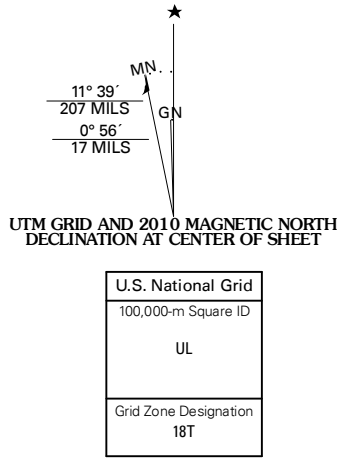 MN
11° 39´
207 MILS
GN
0° 56´
17 MILS
UTM GRID AND 2010 MAGNETIC NORTH
DECLINATION AT CENTER OF SHEET
U.S. National Grid
100,000-m Square ID
UL
Grid Zone Designation
18T